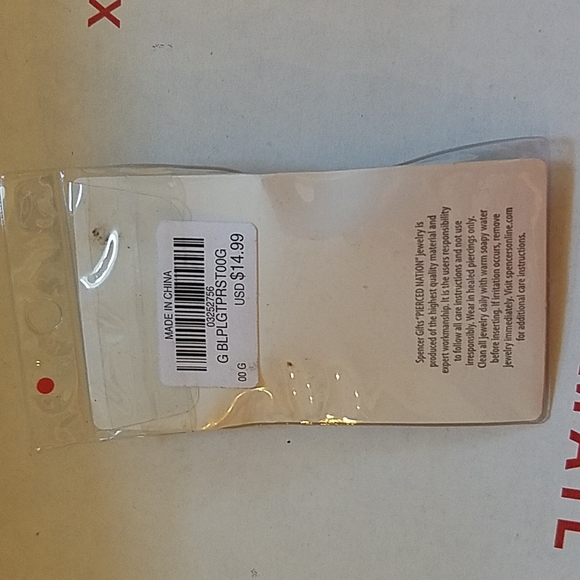 X
MADE IN CHINA
03252756
G BLPLGTPRST00G
00 G USD $14.99
Spencer Gifts "PIERCED NATION" jewelry is
produced of the highest quality material and
expert workmanship. It is the users responsibility
to follow all care instructions and not use
irresponsibly. Wear in healed piercings only.
Clean all jewelry daily with warm soapy water
before inserting. If irritation occurs, remove
jewelry immediately. Visit spencersonline.com
for additional care instructions.